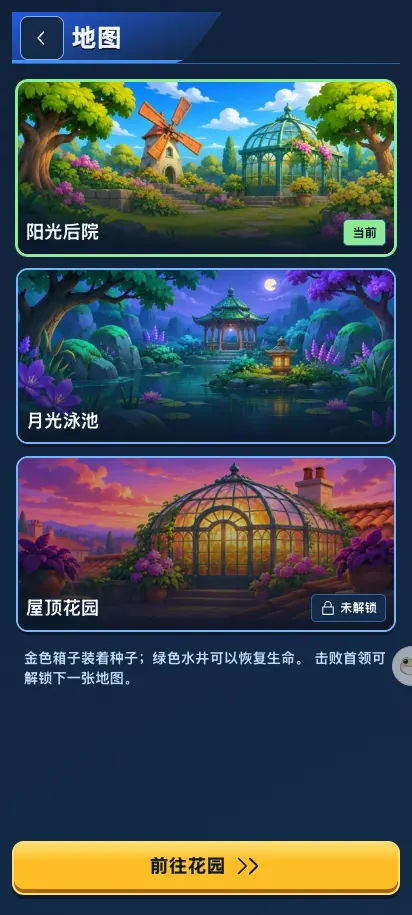 地图
阳光后院
当前
月光泳池
屋顶花园
未解锁
金色箱子装着种子；绿色水井可以恢复生命。 击败首领可
解锁下一张地图。
前往花园